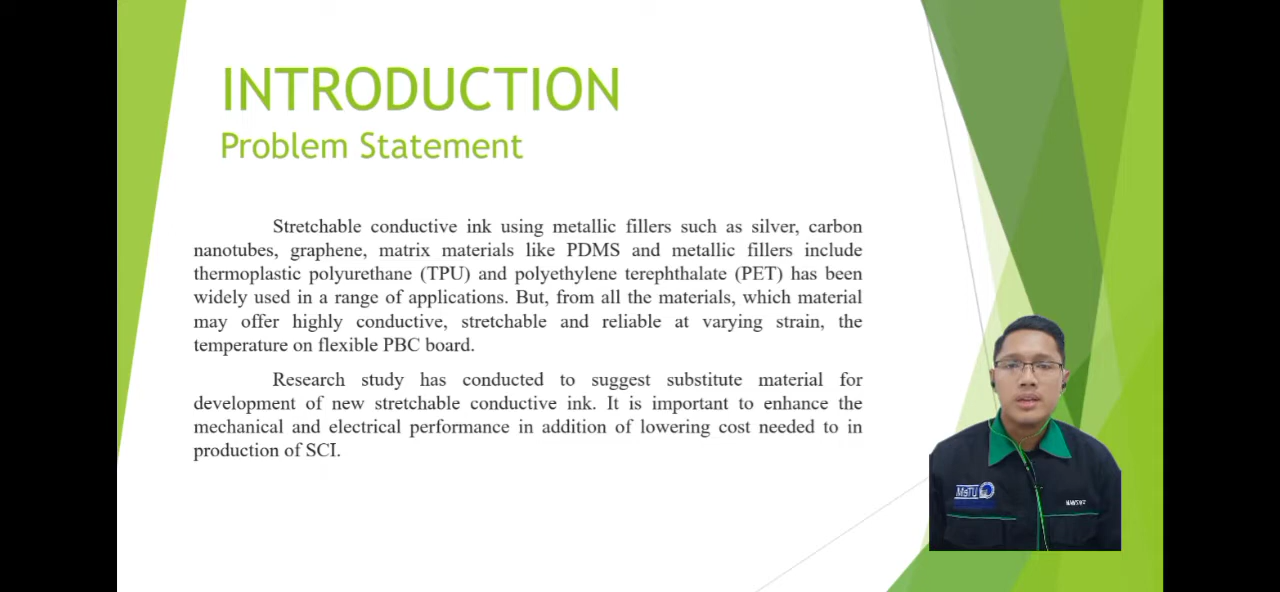 INTRODUCTION
Problem Statement
Stretchable conductive ink using metallic fillers such as silver, carbon
nanotubes, graphene, matrix materials like PDMS and metallic fillers include
thermoplastic polyurethane (TPU) and polyethylene terephthalate (PET) has been
widely used in a range of applications. But, from all the materials, which material
may offer highly conductive, stretchable and reliable at varying strain, the
temperature on flexible PBC board.
Research study has conducted to suggest substitute material for
development of new stretchable conductive ink. It is important to enhance the
mechanical and electrical performance in addition of lowering cost needed to in
production of SCI.